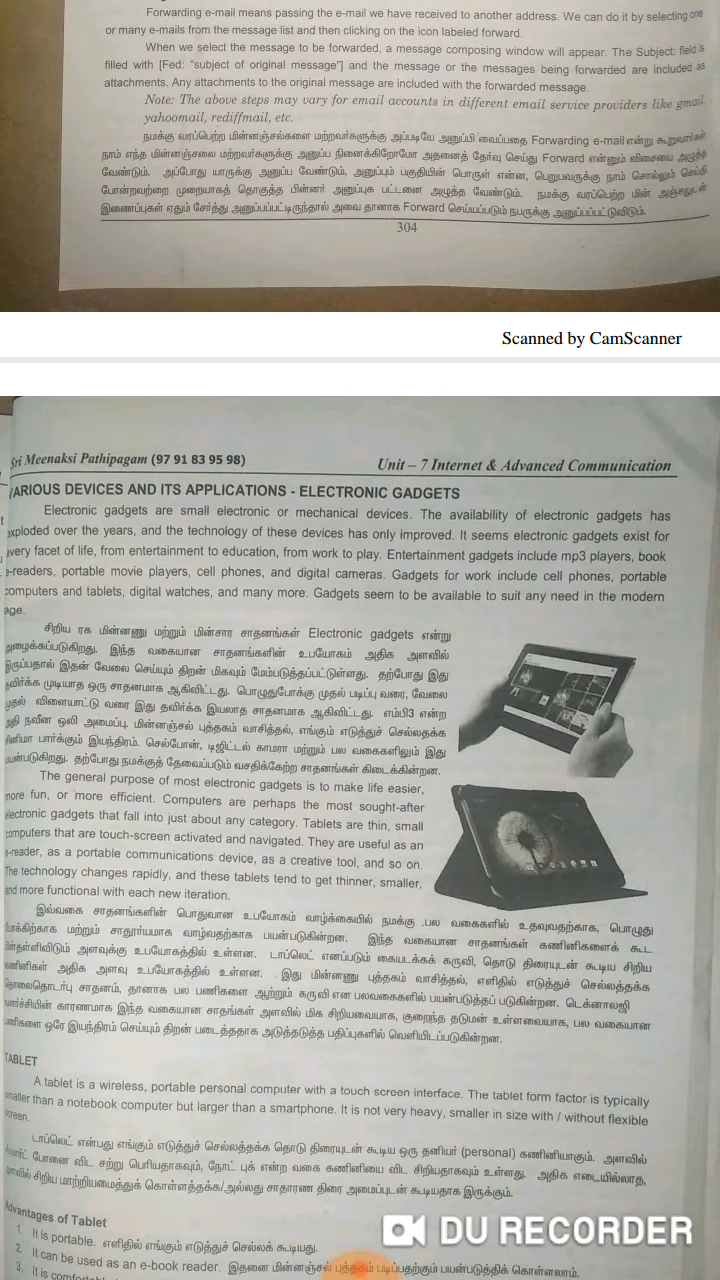 Forwarding e-mail means passing the e-mail we have received to another address. We can do it by selecting one
or many e-mails from the message list and then clicking on the icon labeled forward.
When we select the message to be forwarded, a message composing window will appear. The Subject: field is
filled with [Fed: "subject of original message"] and the message or the messages being forwarded are included as
attachments. Any attachments to the original message are included with the forwarded message.
Note: The above steps may vary for email accounts in different email service providers like gmail,
yahoomail, rediffmail, etc.
நமக்கு வரப்பெற்ற மின்னஞ்சல்களை மற்றவர்களுக்கு அப்படியே அனுப்பி வைப்பதை Forwarding e-mail என்று கூறுவார்கள்
நாம் எந்த மின்னஞ்சலை மற்றவர்களுக்கு அனுப்ப நினைக்கிறோமோ அதனைத் தேர்வு செய்து Forward என்னும் விசையை அழுத்த
வேண்டும். அப்போது யாருக்கு அனுப்ப வேண்டும், அனுப்பும் பகுதியின் பொருள் என்ன, பெறுபவருக்கு நாம் சொல்லும் செய்தி
போன்றவற்றை முறையாகத் தொகுத்த பின்னர் அனுப்புக பட்டனை அழுத்த வேண்டும். நமக்கு வரப்பெற்ற மின் அஞ்சலுடன்
இணைப்புகள் ஏதும் சேர்த்து அனுப்பப்பட்டிருந்தால் அவை தானாக Forward செய்யப்படும் நபருக்கு அனுப்பப்பட்டுவிடும்.
304
Scanned by CamScanner
Sri Meenaksi Pathipagam (97 91 83 95 98)
Unit – 7 Internet & Advanced Communication
VARIOUS DEVICES AND ITS APPLICATIONS - ELECTRONIC GADGETS
Electronic gadgets are small electronic or mechanical devices. The availability of electronic gadgets has
exploded over the years, and the technology of these devices has only improved. It seems electronic gadgets exist for
every facet of life, from entertainment to education, from work to play. Entertainment gadgets include mp3 players, book
e-readers, portable movie players, cell phones, and digital cameras. Gadgets for work include cell phones, portable
computers and tablets, digital watches, and many more. Gadgets seem to be available to suit any need in the modern
age.
சிறிய ரக மின்னணு மற்றும் மின்சார சாதனங்கள் Electronic gadgets என்று
அழைக்கப்படுகிறது. இந்த வகையான சாதனங்களின் உபயோகம் அதிக அளவில்
இருப்பதால் இதன் வேலை செய்யும் திறன் மிகவும் மேம்படுத்தப்பட்டுள்ளது. தற்போது இது
தவிர்க்க முடியாத ஒரு சாதனமாக ஆகிவிட்டது. பொழுதுபோக்கு முதல் படிப்பு வரை, வேலை
முதல் விளையாட்டு வரை இது தவிர்க்க இயலாத சாதனமாக ஆகிவிட்டது. எம்பி3 என்ற
அதி நவீன ஒலி அமைப்பு, மின்னஞ்சல் புத்தகம் வாசித்தல், எங்கும் எடுத்துச் செல்லதக்க
சினிமா பார்க்கும் இயந்திரம். செல்போன், டிஜிட்டல் காமரா மற்றும் பல வகைகளிலும் இது
பயன்படுகிறது. தற்போது நமக்குத் தேவைப்படும் வசதிக்கேற்ற சாதனங்கள் கிடைக்கின்றன.
The general purpose of most electronic gadgets is to make life easier,
more fun, or more efficient. Computers are perhaps the most sought-after
electronic gadgets that fall into just about any category. Tablets are thin, small
computers that are touch-screen activated and navigated. They are useful as an
e-reader, as a portable communications device, as a creative tool, and so on.
The technology changes rapidly, and these tablets tend to get thinner, smaller,
and more functional with each new iteration.
இவ்வகை சாதனங்களின் பொதுவான உபயோகம் வாழ்க்கையில் நமக்கு பல வகைகளில் உதவுவதற்காக, பொழுது
போக்கிற்காக மற்றும் சாதூர்யமாக வாழ்வதற்காக பயன்படுகின்றன. இந்த வகையான சாதனங்கள் கணினிகளைக் கூட
பின்தள்ளிவிடும் அளவுக்கு உபயோகத்தில் உள்ளன. டாப்லெட் எனப்படும் கையடக்கக் கருவி, தொடு திரையுடன் கூடிய சிறிய
கணினிகள் அதிக அளவு உபயோகத்தில் உள்ளன. இது மின்னணு புத்தகம் வாசித்தல், எளிதில் எடுத்துச் செல்லத்தக்க
தொலைதொடர்பு சாதனம், தானாக பல பணிகளை ஆற்றும் கருவி என பலவகைகளில் பயன்படுத்தப் படுகின்றன. டெக்னாலஜி
வளர்ச்சியின் காரணமாக இந்த வகையான சாதங்கள் அளவில் மிக சிறியவையாக, குறைந்த தடுமன் உள்ளவையாக, பல வகையான
பணிகளை ஒரே இயந்திரம் செய்யும் திறன் படைத்ததாக அடுத்தடுத்த பதிப்புகளில் வெளியிடப்படுகின்றன.
TABLET
A tablet is a wireless, portable personal computer with a touch screen interface. The tablet form factor is typically
smaller than a notebook computer but larger than a smartphone. It is not very heavy, smaller in size with / without flexible
screen.
டாப்லெட் என்பது எங்கும் எடுத்துச் செல்லத்தக்க தொடு திரையுடன் கூடிய ஒரு தனியர் (personal) கணினியாகும். அளவில்
ஸ்மார்ட் போனை விட சற்று பெரியதாகவும், நோட் புக் என்ற வகை கணினியை விட சிறியதாகவும் உள்ளது. அதிக எடையில்லாத,
அளவில் சிறிய மாற்றியமைத்துக் கொள்ளத்தக்க/அல்லது சாதாரண திரை அமைப்புடன் கூடியதாக இருக்கும்.
Advantages of Tablet
1. It is portable. எளிதில் எங்கும் எடுத்துச் செல்லக் கூடியது.
2. It can be used as an e-book reader. இதனை மின்னஞ்சல் புத்தகம் படிப்பதற்கும் பயன்படுத்திக் கொள்ளலாம்.
3. It is
DU RECORDER